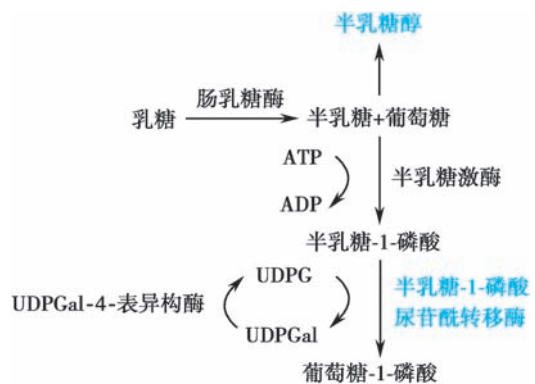 半乳糖醇
肠乳糖酶
乳糖
半乳糖+葡萄糖
ATP
半乳糖激酶
ADP
半乳糖-1-磷酸
UDPG
半乳糖-1-磷酸
尿苷酰转移酶
UDPGal-4-表异构酶
UDPGal
葡萄糖-1-磷酸